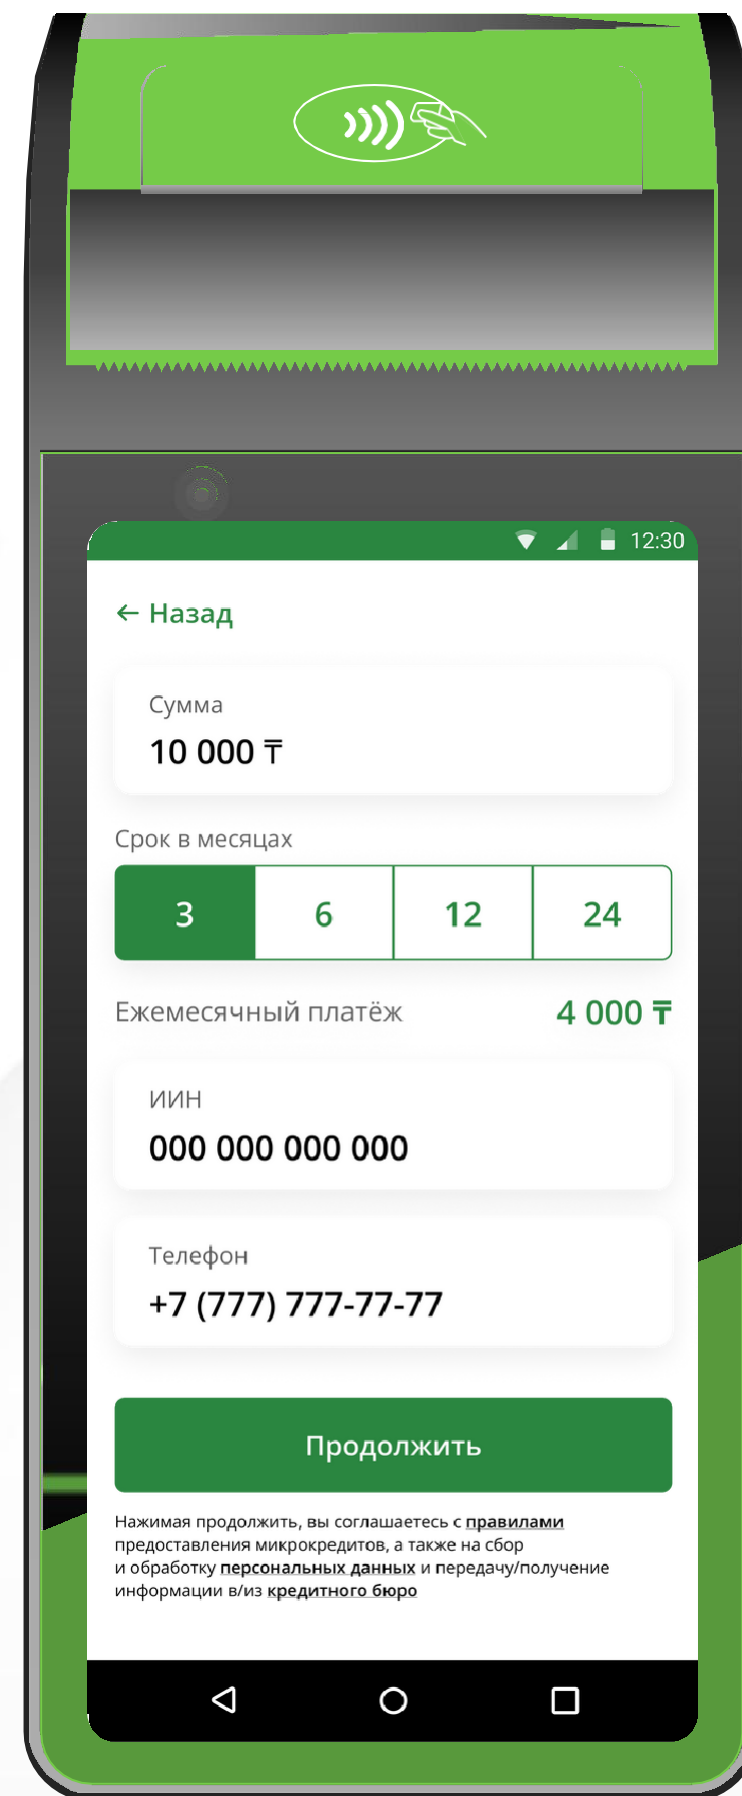 12:30
← Назад
Сумма
10 000 ₸
Срок в месяцах
3 6 12 24
Ежемесячный платёж 4 000 ₸
ИИН
000 000 000 000
Телефон
+7 (777) 777-77-77
Продолжить
Нажимая продолжить, вы соглашаетесь с правилами
предоставления микрокредитов, а также на сбор
и обработку персональных данных и передачу/получение
информации в/из кредитного бюро